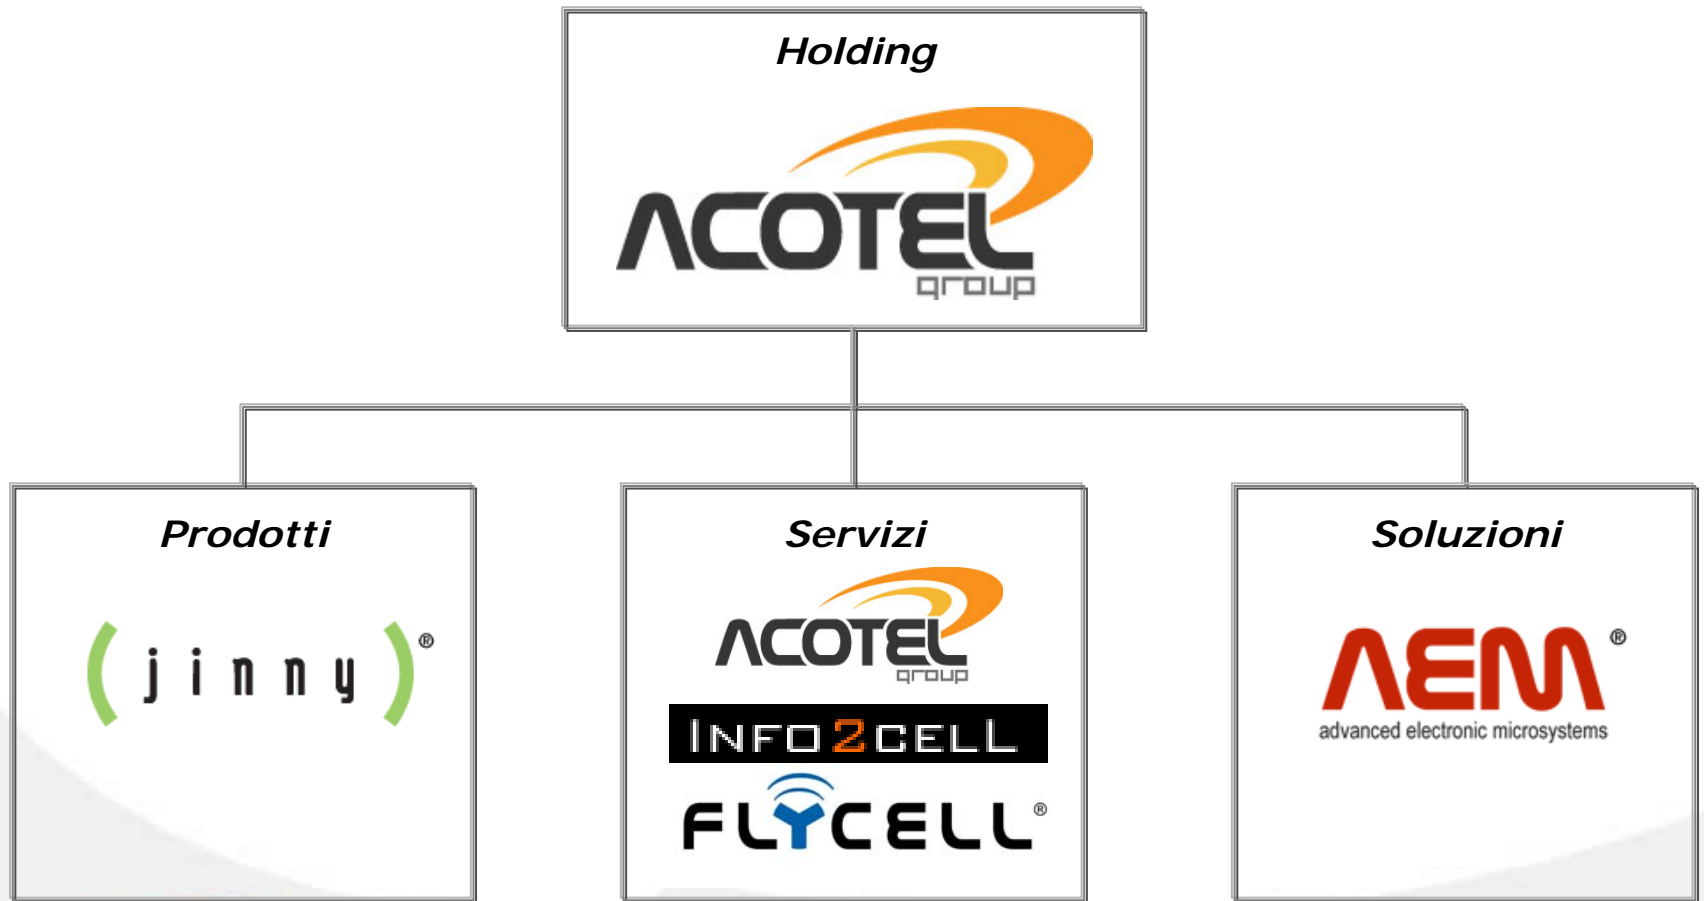 Holding
ACOTEL
group
Prodotti
(jinny)®
Servizi
ACOTEL
group
INFO2CELL
FLYCELL®
Soluzioni
AEM®
advanced electronic microsystems